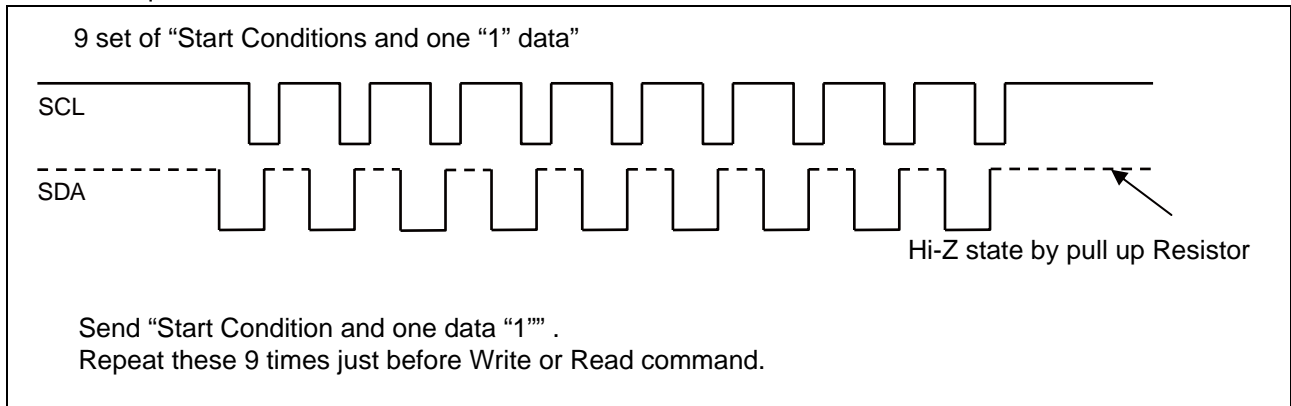 9 set of “Start Conditions and one “1” data”
SCL
SDA
Hi-Z state by pull up Resistor
Send “Start Condition and one data “1”” .
Repeat these 9 times just before Write or Read command.